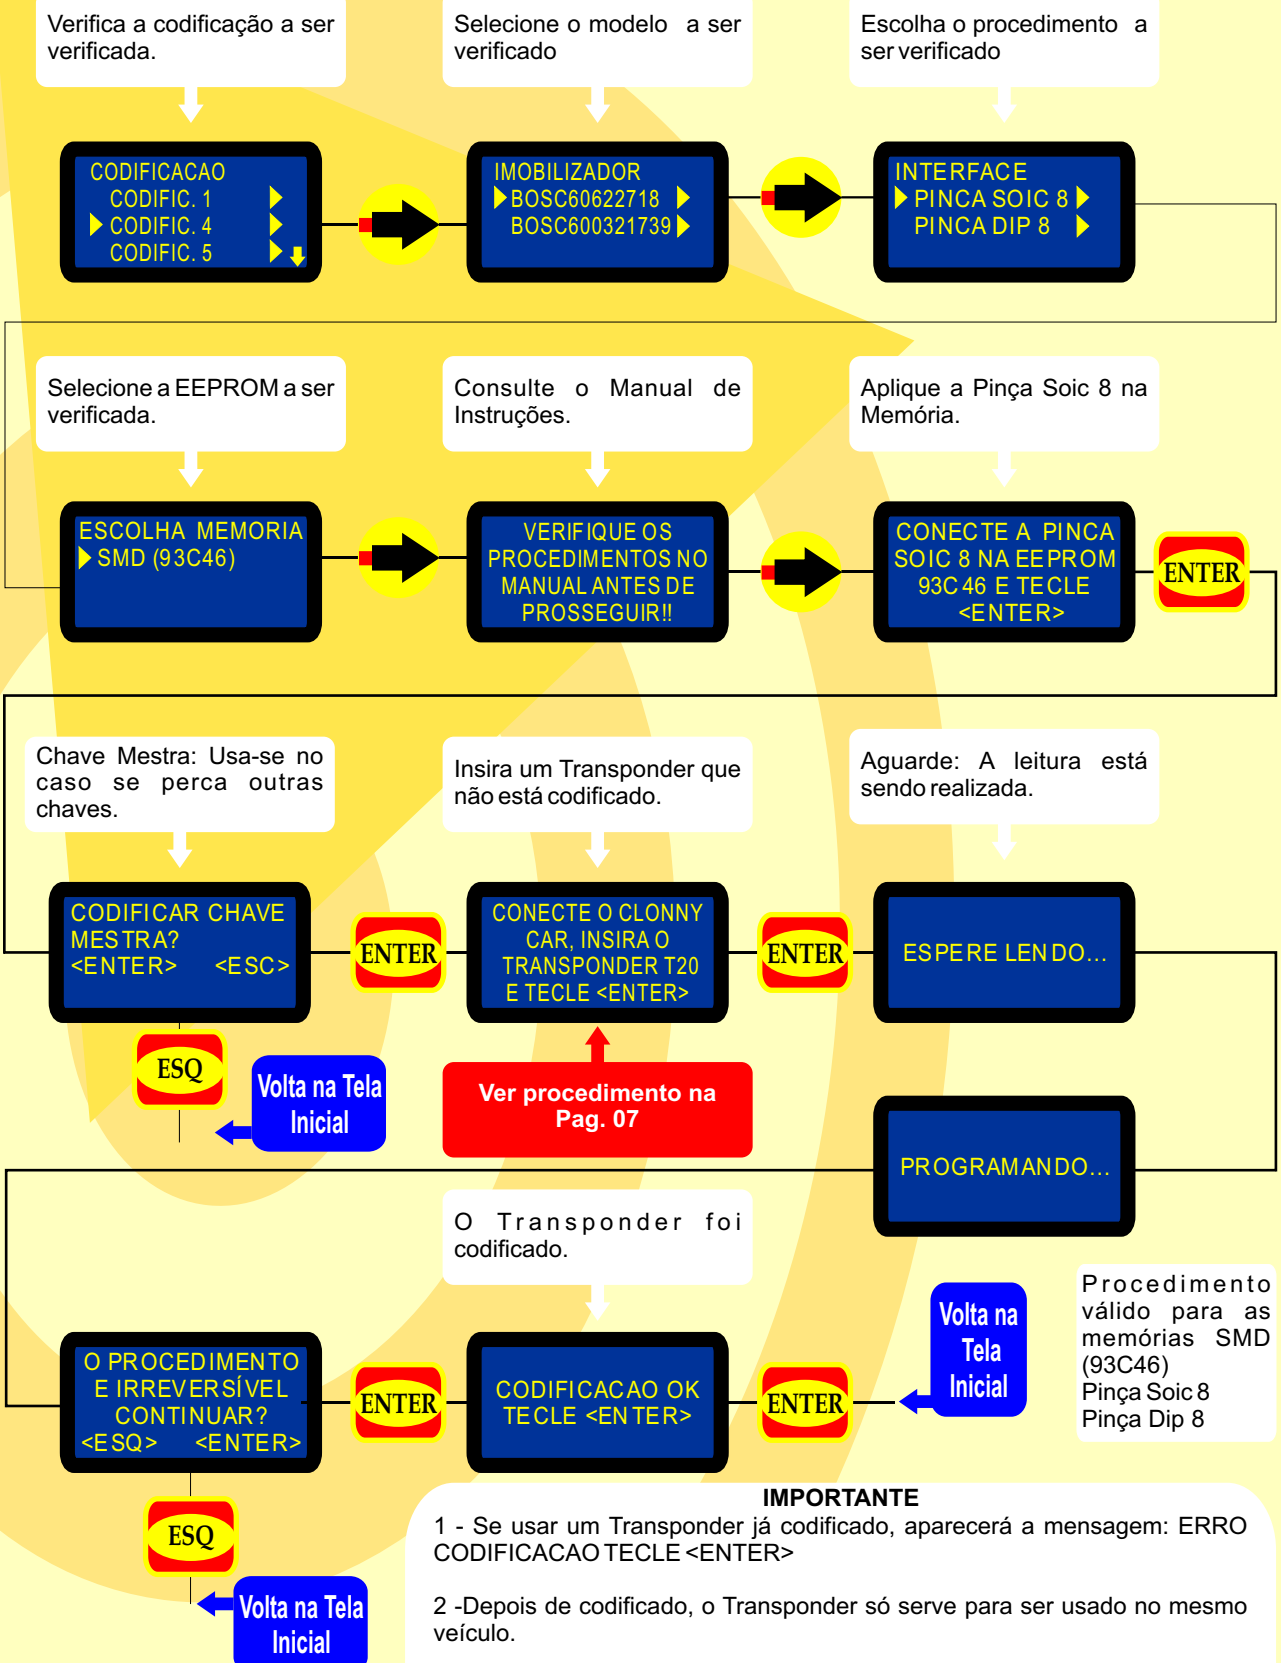 Verifica a codificação a ser
verificada.
Selecione o modelo a ser
verificado
Escolha o procedimento a
ser verificado
CODIFICACAO
CODIFIC. 1
CODIFIC. 4
CODIFIC. 5
IMOBILIZADOR
BOSC60622718
BOSC600321739
INTERFACE
PINCA SOIC 8
PINCA DIP 8
Selecione a EEPROM a ser
verificada.
Consulte o Manual de
Instruções.
Aplique a Pinça Soic 8 na
Memória.
ESCOLHA MEMORIA
SMD (93C46)
VERIFIQUE OS
PROCEDIMENTOS NO
MANUAL ANTES DE
PROSSEGUIR!!
CONECTE A PINCA
SOIC 8 NA EEPROM
93C46 E TECLE
<ENTER>
ENTER
Chave Mestra: Usa-se no
caso se perca outras
chaves.
Insira um Transponder que
não está codificado.
Aguarde: A leitura está
sendo realizada.
CODIFICAR CHAVE
MESTRA?
<ENTER> <ESC>
ENTER
CONECTE O CLONNY
CAR, INSIRA O
TRANSPONDER T20
E TECLE <ENTER>
ENTER
ESPERE LENDO...
ESQ
Volta na Tela
Inicial
Ver procedimento na
Pag. 07
PROGRAMANDO...
O Transponder foi
codificado.
O PROCEDIMENTO
E IRREVERSÍVEL
CONTINUAR?
<ESQ> <ENTER>
ENTER
CODIFICACAO OK
TECLE <ENTER>
ENTER
Volta na
Tela
Inicial
Procedimento
válido para as
memórias SMD
(93C46)
Pinça Soic 8
Pinça Dip 8
ESQ
Volta na Tela
Inicial
IMPORTANTE
1 - Se usar um Transponder já codificado, aparecerá a mensagem: ERRO
CODIFICACAO TECLE <ENTER>
2 -Depois de codificado, o Transponder só serve para ser usado no mesmo
veículo.